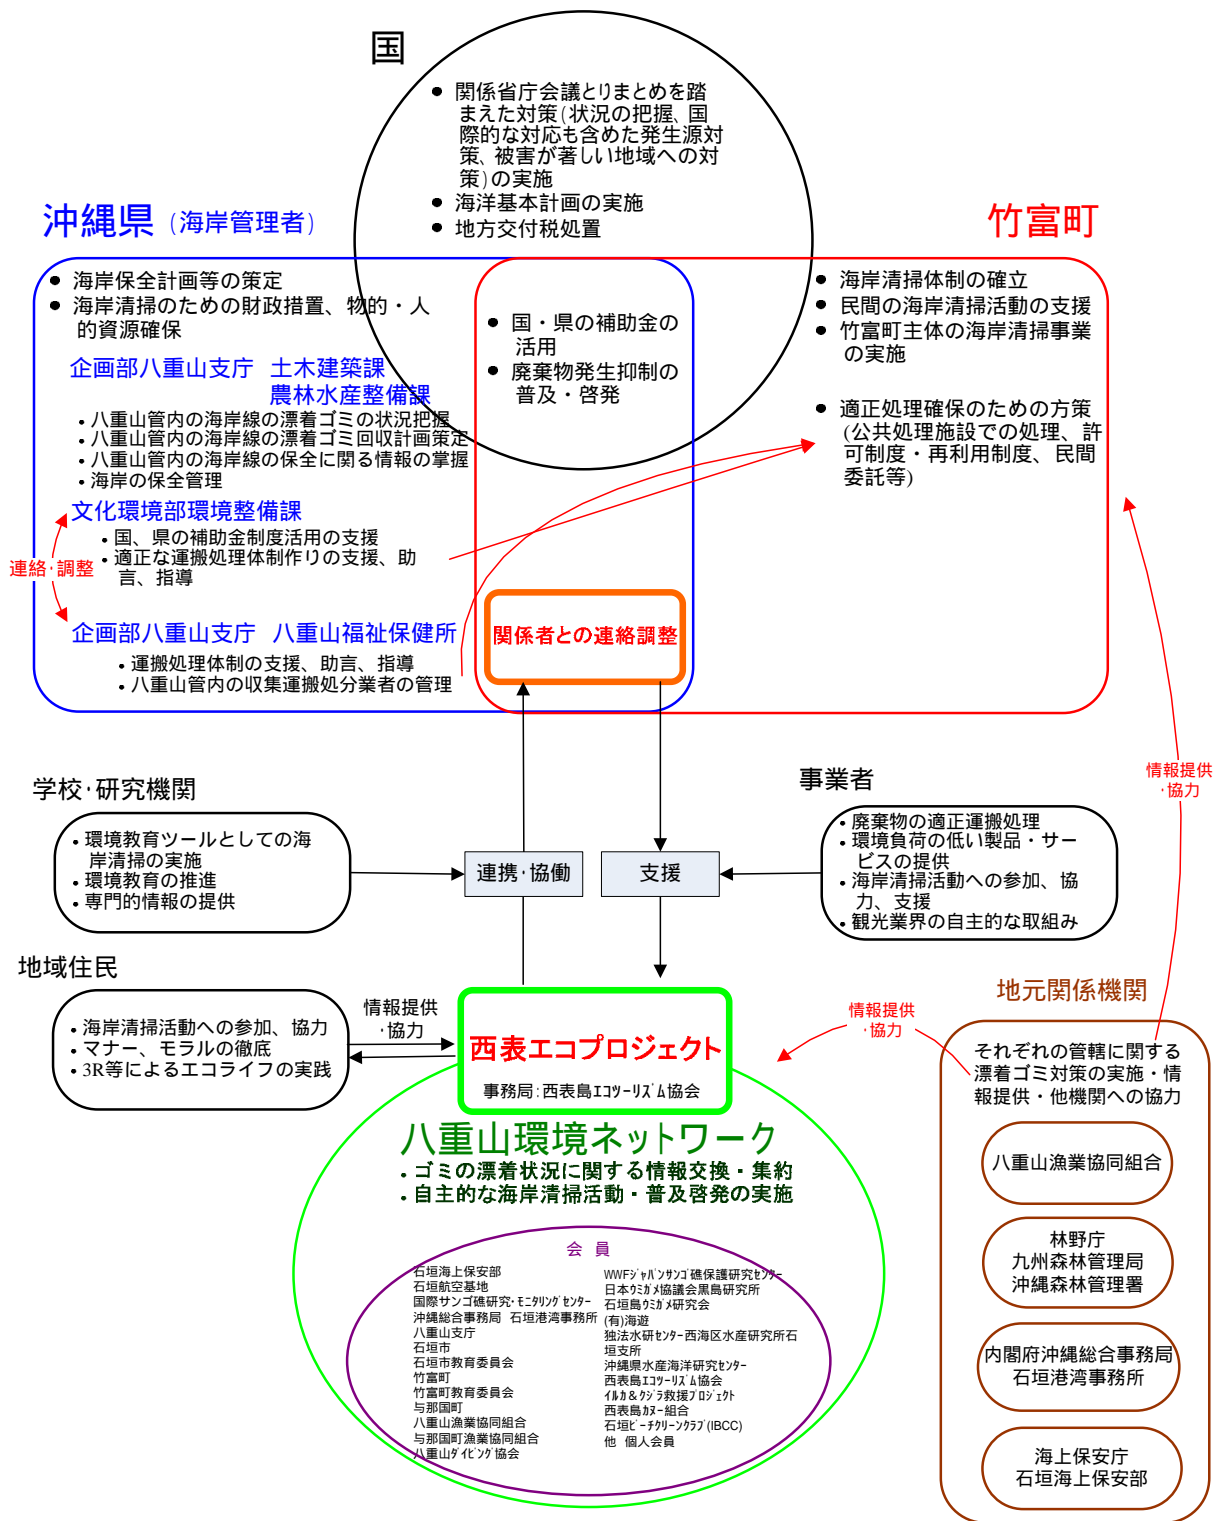 国
● 関係省庁会議とりまとめを踏
まえた対策(状況の把握、国
際的な対応も含めた発生源対
策、被害が著しい地域への対
策)の実施
● 海洋基本計画の実施
● 地方交付税処置
沖縄県 (海岸管理者)
● 海岸保全計画等の策定
● 海岸清掃のための財政措置、物的・人
的資源確保
企画部八重山支庁 土木建築課
農林水産整備課
・八重山管内の海岸線の漂着ゴミの状況把握
・八重山管内の海岸線の漂着ゴミ回収計画策定
・八重山管内の海岸線の保全に関る情報の掌握
・海岸の保全管理
文化環境部環境整備課
・国、県の補助金制度活用の支援
・適正な運搬処理体制作りの支援、助
言、指導
連絡・調整
企画部八重山支庁 八重山福祉保健所
・運搬処理体制の支援、助言、指導
・八重山管内の収集運搬処分業者の管理
● 国・県の補助金の
活用
● 廃棄物発生抑制の
普及・啓発
関係者との連絡調整
竹富町
● 海岸清掃体制の確立
● 民間の海岸清掃活動の支援
● 竹富町主体の海岸清掃事業
の実施
● 適正処理確保のための方策
(公共処理施設での処理、許
可制度・再利用制度、民間
委託等)
情報提供
・協力
学校・研究機関
・環境教育ツールとしての海
岸清掃の実施
・環境教育の推進
・専門的情報の提供
連携・協働
支援
事業者
・廃棄物の適正運搬処理
・環境負荷の低い製品・サー
ビスの提供
・海岸清掃活動への参加、協
力、支援
・観光業界の自主的な取組み
地域住民
・海岸清掃活動への参加、協力
・マナー、モラルの徹底
・3R等によるエコライフの実践
情報提供
・協力
西表エコプロジェクト
事務局:西表島ｴｺﾂｰﾘｽﾞﾑ協会
情報提供
・協力
八重山環境ネットワーク
・ゴミの漂着状況に関する情報交換・集約
・自主的な海岸清掃活動・普及啓発の実施
会 員
石垣海上保安部
石垣航空基地
国際サンゴ礁研究・ﾓﾆﾀﾘﾝｸﾞｾﾝﾀｰ
沖縄総合事務局 石垣港湾事務所
八重山支庁
石垣市
石垣市教育委員会
竹富町
竹富町教育委員会
与那国町
八重山漁業協同組合
与那国町漁業協同組合
八重山ﾀﾞｲﾋﾞﾝｸﾞ協会
WWFｼﾞｬﾊﾟﾝｻﾝｺﾞ礁保護研究ｾﾝﾀｰ
日本ｳﾐｶﾞﾒ協議会黒島研究所
石垣島ｳﾐｶﾞﾒ研究会
(有)海遊
独法水研ｾﾝﾀｰ西海区水産研究所石
垣支所
沖縄県水産海洋研究ｾﾝﾀｰ
西表島ｴｺﾂｰﾘｽﾞﾑ協会
ｲﾙｶ&ｸｼﾞﾗ救援ﾌﾟﾛｼﾞｪｸﾄ
西表島ｶﾇｰ組合
石垣ﾋﾞｰﾁｸﾘｰﾝｸﾗﾌﾞ(IBCC)
他 個人会員
地元関係機関
それぞれの管轄に関する
漂着ゴミ対策の実施・情
報提供・他機関への協力
八重山漁業協同組合
林野庁
九州森林管理局
沖縄森林管理署
内閣府沖縄総合事務局
石垣港湾事務所
海上保安庁
石垣海上保安部